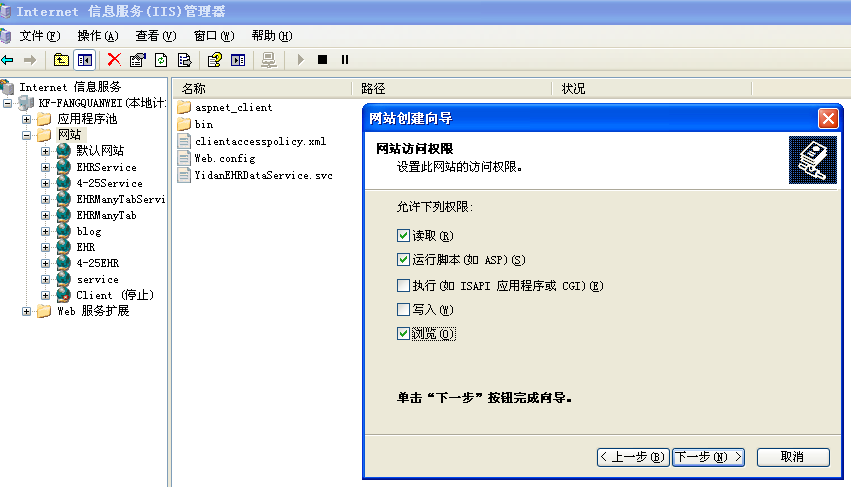 Internet 信息服务(IIS)管理器
文件(F) 操作(A) 查看(V) 窗口(W) 帮助(H)
Internet 信息服务
KF-FANGQUANWEI(本地计
应用程序池
网站
默认网站
EHRService
4-25Service
EHRManyTabServi
EHRManyTab
blog
EHR
4-25EHR
service
Client (停止)
Web 服务扩展
名称 路径 状况
aspnet_client
bin
clientaccesspolicy.xml
Web.config
YidanEHRDataService.svc
网站创建向导
网站访问权限
设置此网站的访问权限。
允许下列权限:
读取(R)
运行脚本(如 ASP)(S)
执行(如 ISAPI 应用程序或 CGI)(E)
写入(W)
浏览(O)
单击“下一步”按钮完成向导。
< 上一步(B) 下一步(N) > 取消